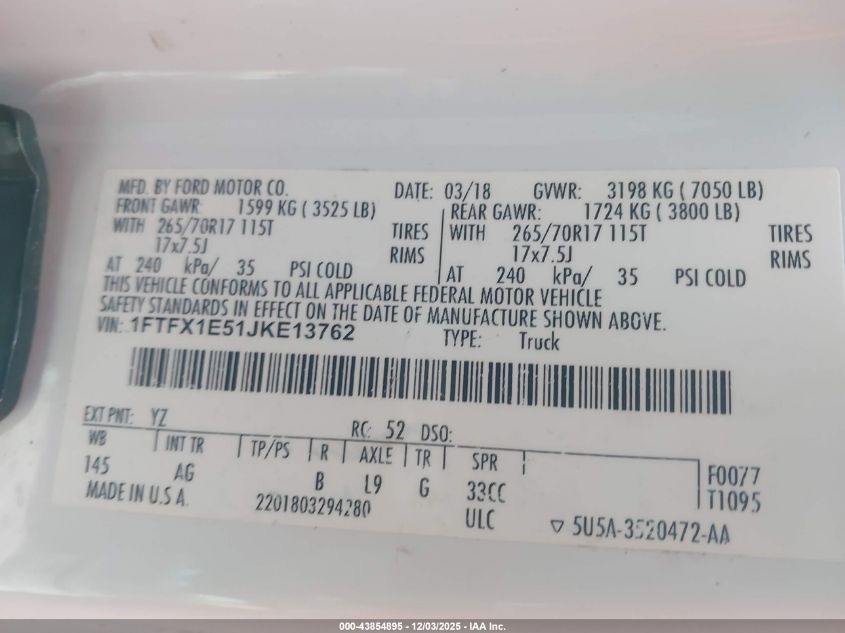 MFD. BY FORD MOTOR CO. DATE: 03/18 GVWR: 3198 KG ( 7050 LB)
FRONT GAWR: 1599 KG ( 3525 LB) REAR GAWR: 1724 KG ( 3800 LB)
WITH 265/70R17 115T TIRES WITH 265/70R17 115T TIRES
17x7.5J RIMS 17x7.5J RIMS
AT 240 kPa/ 35 PSI COLD AT 240 kPa/ 35 PSI COLD
THIS VEHICLE CONFORMS TO ALL APPLICABLE FEDERAL MOTOR VEHICLE
SAFETY STANDARDS IN EFFECT ON THE DATE OF MANUFACTURE SHOWN ABOVE.
VIN: 1FTFX1E51JKE13762 TYPE: Truck
EXT PNT: YZ RC: 52 DSO:
WB INT TR TP/PS R AXLE TR SPR F0077
145 AG B L9 G 33CC T1095
MADE IN U.S.A. 2201803294280 ULC 5U5A-3520472-AA
000-43854895 - 12/03/2025 - IAA Inc.